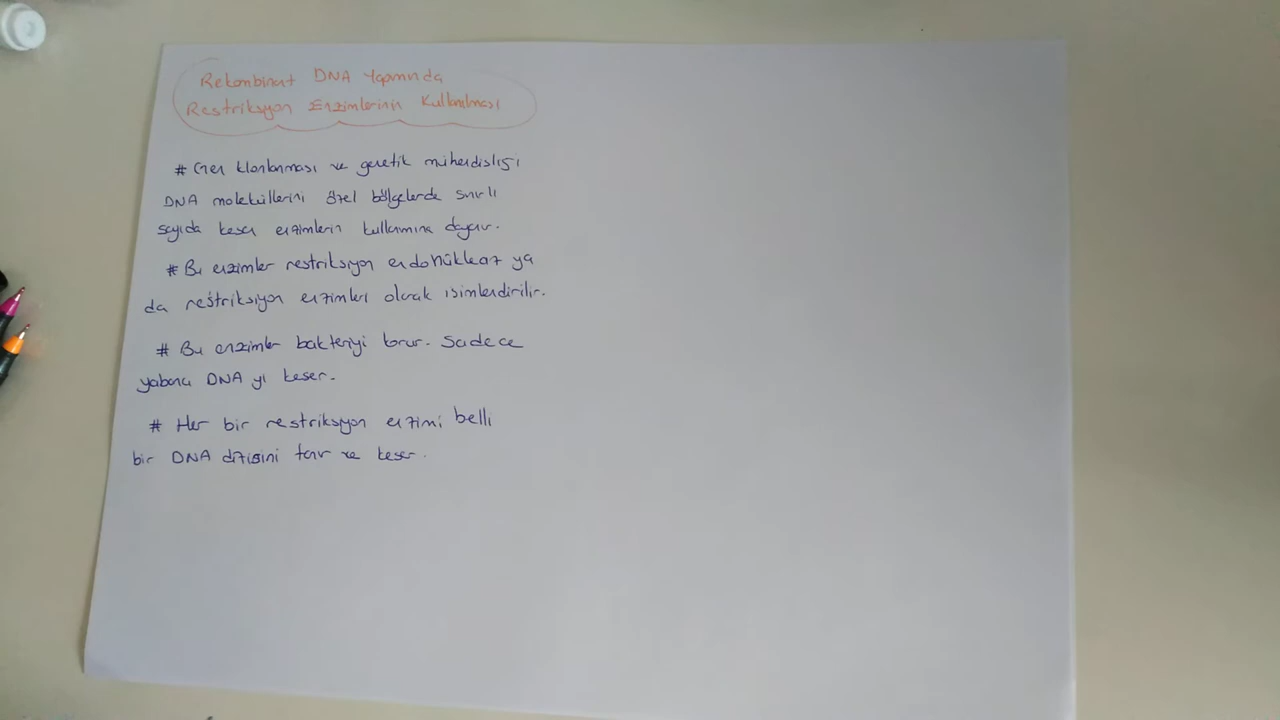 Rekombinat DNA Yapımında
Restriksiyon Enzimlerinin Kullanılması
# Gen klonlanması ve genetik mühendisliği
DNA moleküllerini özel bölgelerde sınırlı
sayıda kesen enzimlerin kullanımına dayanır.
# Bu enzimler restriksiyon endonükleaz ya
da restriksiyon enzimleri olarak isimlendirilir.
# Bu enzimler bakteriyi korur. Sadece
yabancı DNA yı keser.
# Her bir restriksiyon enzimi belli
bir DNA dizisini tanır ve keser.